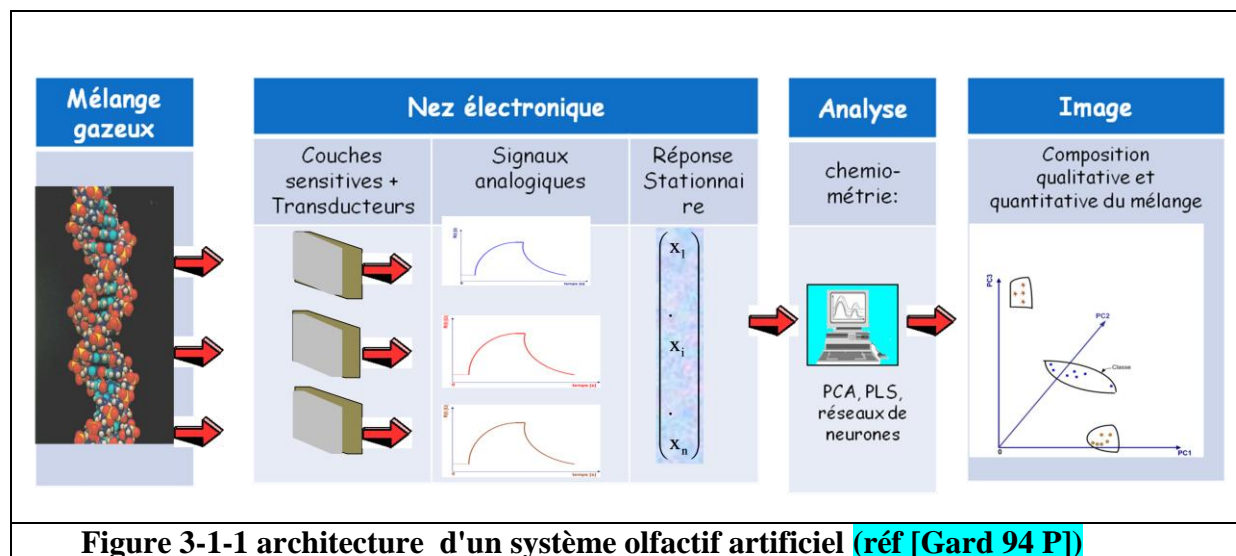 Mélange
gazeux
Nez électronique
Couches
sensitives +
Transducteurs
Signaux
analogiques
Réponse
Stationnai
re
x1
.
xi
.
xn
Analyse
chemio-
métrie:
PCA, PLS,
réseaux de
neurones
Image
Composition
qualitative et
quantitative du mélange
PC3
PC2
Classe
0
PC1
Figure 3-1-1 architecture d'un système olfactif artificiel (réf [Gard 94 P])